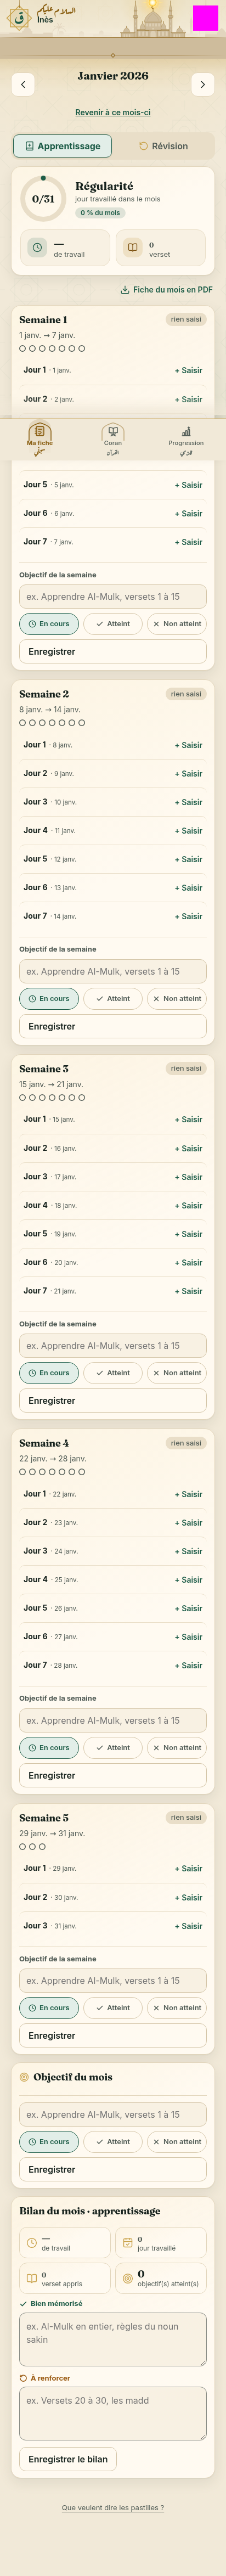 السلام عليكم
Inès
ق
Janvier 2026
Revenir à ce mois-ci
Apprentissage
Révision
0/31
Régularité
jour travaillé dans le mois
0 % du mois
—
de travail
0
verset
Fiche du mois en PDF
Semaine 1
rien saisi
1 janv. → 7 janv.
Jour 1 · 1 janv.
+ Saisir
Jour 2 · 2 janv.
+ Saisir
Ma fiche
Coran
القرآن
Progression
Jour 5 · 5 janv.
+ Saisir
Jour 6 · 6 janv.
+ Saisir
Jour 7 · 7 janv.
+ Saisir
Objectif de la semaine
ex. Apprendre Al-Mulk, versets 1 à 15
En cours
Atteint
Non atteint
Enregistrer
Semaine 2
rien saisi
8 janv. → 14 janv.
Jour 1 · 8 janv.
+ Saisir
Jour 2 · 9 janv.
+ Saisir
Jour 3 · 10 janv.
+ Saisir
Jour 4 · 11 janv.
+ Saisir
Jour 5 · 12 janv.
+ Saisir
Jour 6 · 13 janv.
+ Saisir
Jour 7 · 14 janv.
+ Saisir
Objectif de la semaine
ex. Apprendre Al-Mulk, versets 1 à 15
En cours
Atteint
Non atteint
Enregistrer
Semaine 3
rien saisi
15 janv. → 21 janv.
Jour 1 · 15 janv.
+ Saisir
Jour 2 · 16 janv.
+ Saisir
Jour 3 · 17 janv.
+ Saisir
Jour 4 · 18 janv.
+ Saisir
Jour 5 · 19 janv.
+ Saisir
Jour 6 · 20 janv.
+ Saisir
Jour 7 · 21 janv.
+ Saisir
Objectif de la semaine
ex. Apprendre Al-Mulk, versets 1 à 15
En cours
Atteint
Non atteint
Enregistrer
Semaine 4
rien saisi
22 janv. → 28 janv.
Jour 1 · 22 janv.
+ Saisir
Jour 2 · 23 janv.
+ Saisir
Jour 3 · 24 janv.
+ Saisir
Jour 4 · 25 janv.
+ Saisir
Jour 5 · 26 janv.
+ Saisir
Jour 6 · 27 janv.
+ Saisir
Jour 7 · 28 janv.
+ Saisir
Objectif de la semaine
ex. Apprendre Al-Mulk, versets 1 à 15
En cours
Atteint
Non atteint
Enregistrer
Semaine 5
rien saisi
29 janv. → 31 janv.
Jour 1 · 29 janv.
+ Saisir
Jour 2 · 30 janv.
+ Saisir
Jour 3 · 31 janv.
+ Saisir
Objectif de la semaine
ex. Apprendre Al-Mulk, versets 1 à 15
En cours
Atteint
Non atteint
Enregistrer
Objectif du mois
ex. Apprendre Al-Mulk, versets 1 à 15
En cours
Atteint
Non atteint
Enregistrer
Bilan du mois · apprentissage
—
de travail
0
jour travaillé
0
verset appris
0
objectif(s) atteint(s)
Bien mémorisé
ex. Al-Mulk en entier, règles du noun
sakin
À renforcer
ex. Versets 20 à 30, les madd
Enregistrer le bilan
Que veulent dire les pastilles ?